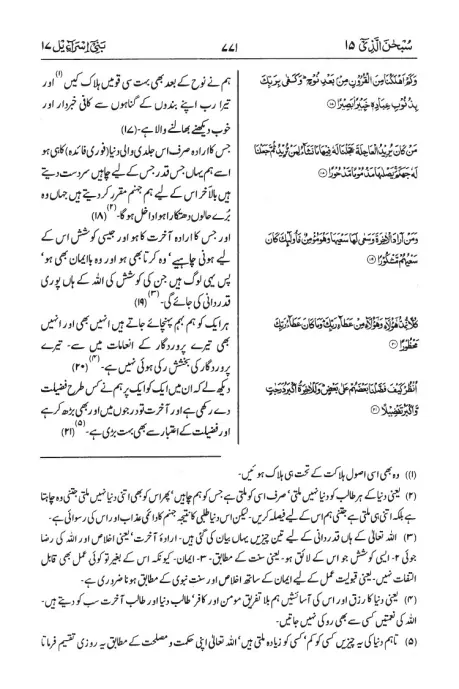 سُبْحٰنَ الَّذِیْٓ ۱۵
۷۷۱
بَنِیْٓ اِسْرَآءِیْل ۱۷
وَكَمْ اَهْلَكْنَا مِنَ الْقُرُوْنِ مِنْۢ بَعْدِ نُوْحٍ ؕ وَكَفٰی بِرَبِّكَ
بِذُنُوْبِ عِبَادِهٖ خَبِیْرًۢا بَصِیْرًا ﴿۱۷﴾
مَنْ كَانَ یُرِیْدُ الْعَاجِلَةَ عَجَّلْنَا لَهٗ فِیْهَا مَا نَشَآءُ لِمَنْ نُّرِیْدُ ثُمَّ جَعَلْنَا
لَهٗ جَهَنَّمَ ۚ یَصْلٰىهَا مَذْمُوْمًا مَّدْحُوْرًا ﴿۱۸﴾
وَمَنْ اَرَادَ الْاٰخِرَةَ وَسَعٰی لَهَا سَعْیَهَا وَهُوَ مُؤْمِنٌ فَاُولٰٓئِكَ كَانَ
سَعْیُهُمْ مَّشْكُوْرًا ﴿۱۹﴾
كُلًّا نُّمِدُّ هٰٓؤُلَآءِ وَهٰٓؤُلَآءِ مِنْ عَطَآءِ رَبِّكَ ؕ وَمَا كَانَ عَطَآءُ رَبِّكَ
مَحْظُوْرًا ﴿۲۰﴾
اُنْظُرْ كَیْفَ فَضَّلْنَا بَعْضَهُمْ عَلٰی بَعْضٍ ؕ وَلَلْاٰخِرَةُ اَكْبَرُ دَرَجٰتٍ
وَّاَكْبَرُ تَفْضِیْلًا ﴿۲۱﴾
ہم نے نوح کے بعد بھی بہت سی قومیں ہلاک کیں (۱) اور
تیرا رب اپنے بندوں کے گناہوں سے کافی خبردار اور
خوب دیکھنے بھالنے والا ہے۔ (۱۷)
جس کا ارادہ صرف اس جلدی والی دنیا (فوری فائدہ) کا ہی ہو
اسے ہم یہاں جس قدر جس کے لیے چاہیں سردست دیتے
ہیں بالآخر اس کے لیے ہم جہنم مقرر کر دیتے ہیں جہاں وہ
برے حالوں دھتکارا ہوا داخل ہو گا۔ (۲) (۱۸)
اور جس کا ارادہ آخرت کا ہو اور جیسی کوشش اس کے
لیے ہونی چاہیے' وہ کرتا بھی ہو اور وہ باایمان بھی ہو'
پس یہی لوگ ہیں جن کی کوشش کی اللہ کے ہاں پوری
قدردانی کی جائے گی۔ (۳) (۱۹)
ہر ایک کو ہم بہم پہنچائے جاتے ہیں انہیں بھی اور انہیں
بھی تیرے پروردگار کے انعامات میں سے۔ تیرے
پروردگار کی بخشش رکی ہوئی نہیں ہے۔ (۴) (۲۰)
دیکھ لے کہ ان میں ایک کو ایک پر ہم نے کس طرح فضیلت
دے رکھی ہے اور آخرت تو درجوں میں اور بھی بڑھ کر ہے
اور فضیلت کے اعتبار سے بھی بہت بڑی ہے۔ (۵) (۲۱)
(۱) وہ بھی اسی اصول ہلاکت کے تحت ہی ہلاک ہوئیں۔
(۲) یعنی دنیا کے ہر طالب کو دنیا نہیں ملتی' صرف اسی کو ملتی ہے جس کو ہم چاہیں' پھر اس کو بھی اتنی دنیا نہیں ملتی جتنی وہ چاہتا
ہے بلکہ اتنی ہی ملتی ہے جتنی ہم اس کے لیے فیصلہ کریں۔ لیکن اس دنیا طلبی کا نتیجہ جہنم کا دائمی عذاب اور اس کی رسوائی ہے۔
(۳) اللہ تعالیٰ کے ہاں قدردانی کے لیے تین چیزیں یہاں بیان کی گئی ہیں۔ ارادۂ آخرت' یعنی اخلاص اور اللہ کی رضا
جوئی ۲۔ ایسی کوشش جو اس کے لائق ہو۔ یعنی سنت کے مطابق۔ ۳۔ ایمان۔ کیونکہ اس کے بغیر تو کوئی عمل بھی قابل
التفات نہیں۔ یعنی قبولیت عمل کے لیے ایمان کے ساتھ اخلاص اور سنت نبوی کے مطابق ہونا ضروری ہے۔
(۴) یعنی دنیا کا رزق اور اس کی آسائشیں ہم بلا تفریق مومن اور کافر' طالب دنیا اور طالب آخرت سب کو دیتے ہیں۔
اللہ کی نعمتیں کسی سے بھی روکی نہیں جاتیں۔
(۵) تاہم دنیا کی یہ چیزیں کسی کو کم' کسی کو زیادہ ملتی ہیں' اللہ تعالیٰ اپنی حکمت و مصلحت کے مطابق یہ روزی تقسیم فرماتا